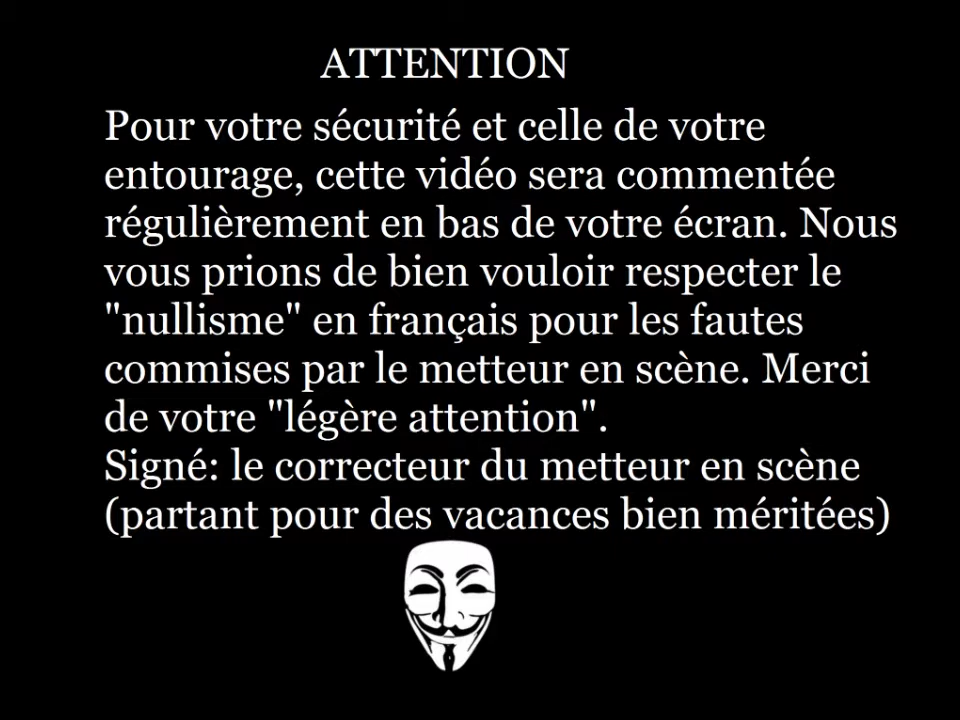 ATTENTION
Pour votre sécurité et celle de votre
entourage, cette vidéo sera commentée
régulièrement en bas de votre écran. Nous
vous prions de bien vouloir respecter le
"nullisme" en français pour les fautes
commises par le metteur en scène. Merci
de votre "légère attention".
Signé: le correcteur du metteur en scène
(partant pour des vacances bien méritées)